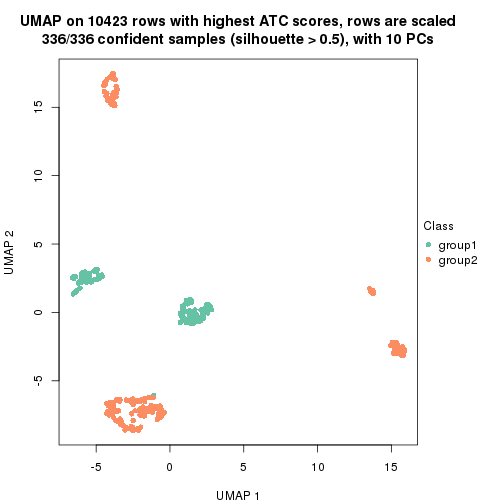 UMAP on 10423 rows with highest ATC scores, rows are scaled
336/336 confident samples (silhouette > 0.5), with 10 PCs
15
10
5
0
-5
UMAP 2
-5
0
5
10
15
UMAP 1
Class
group1
group2